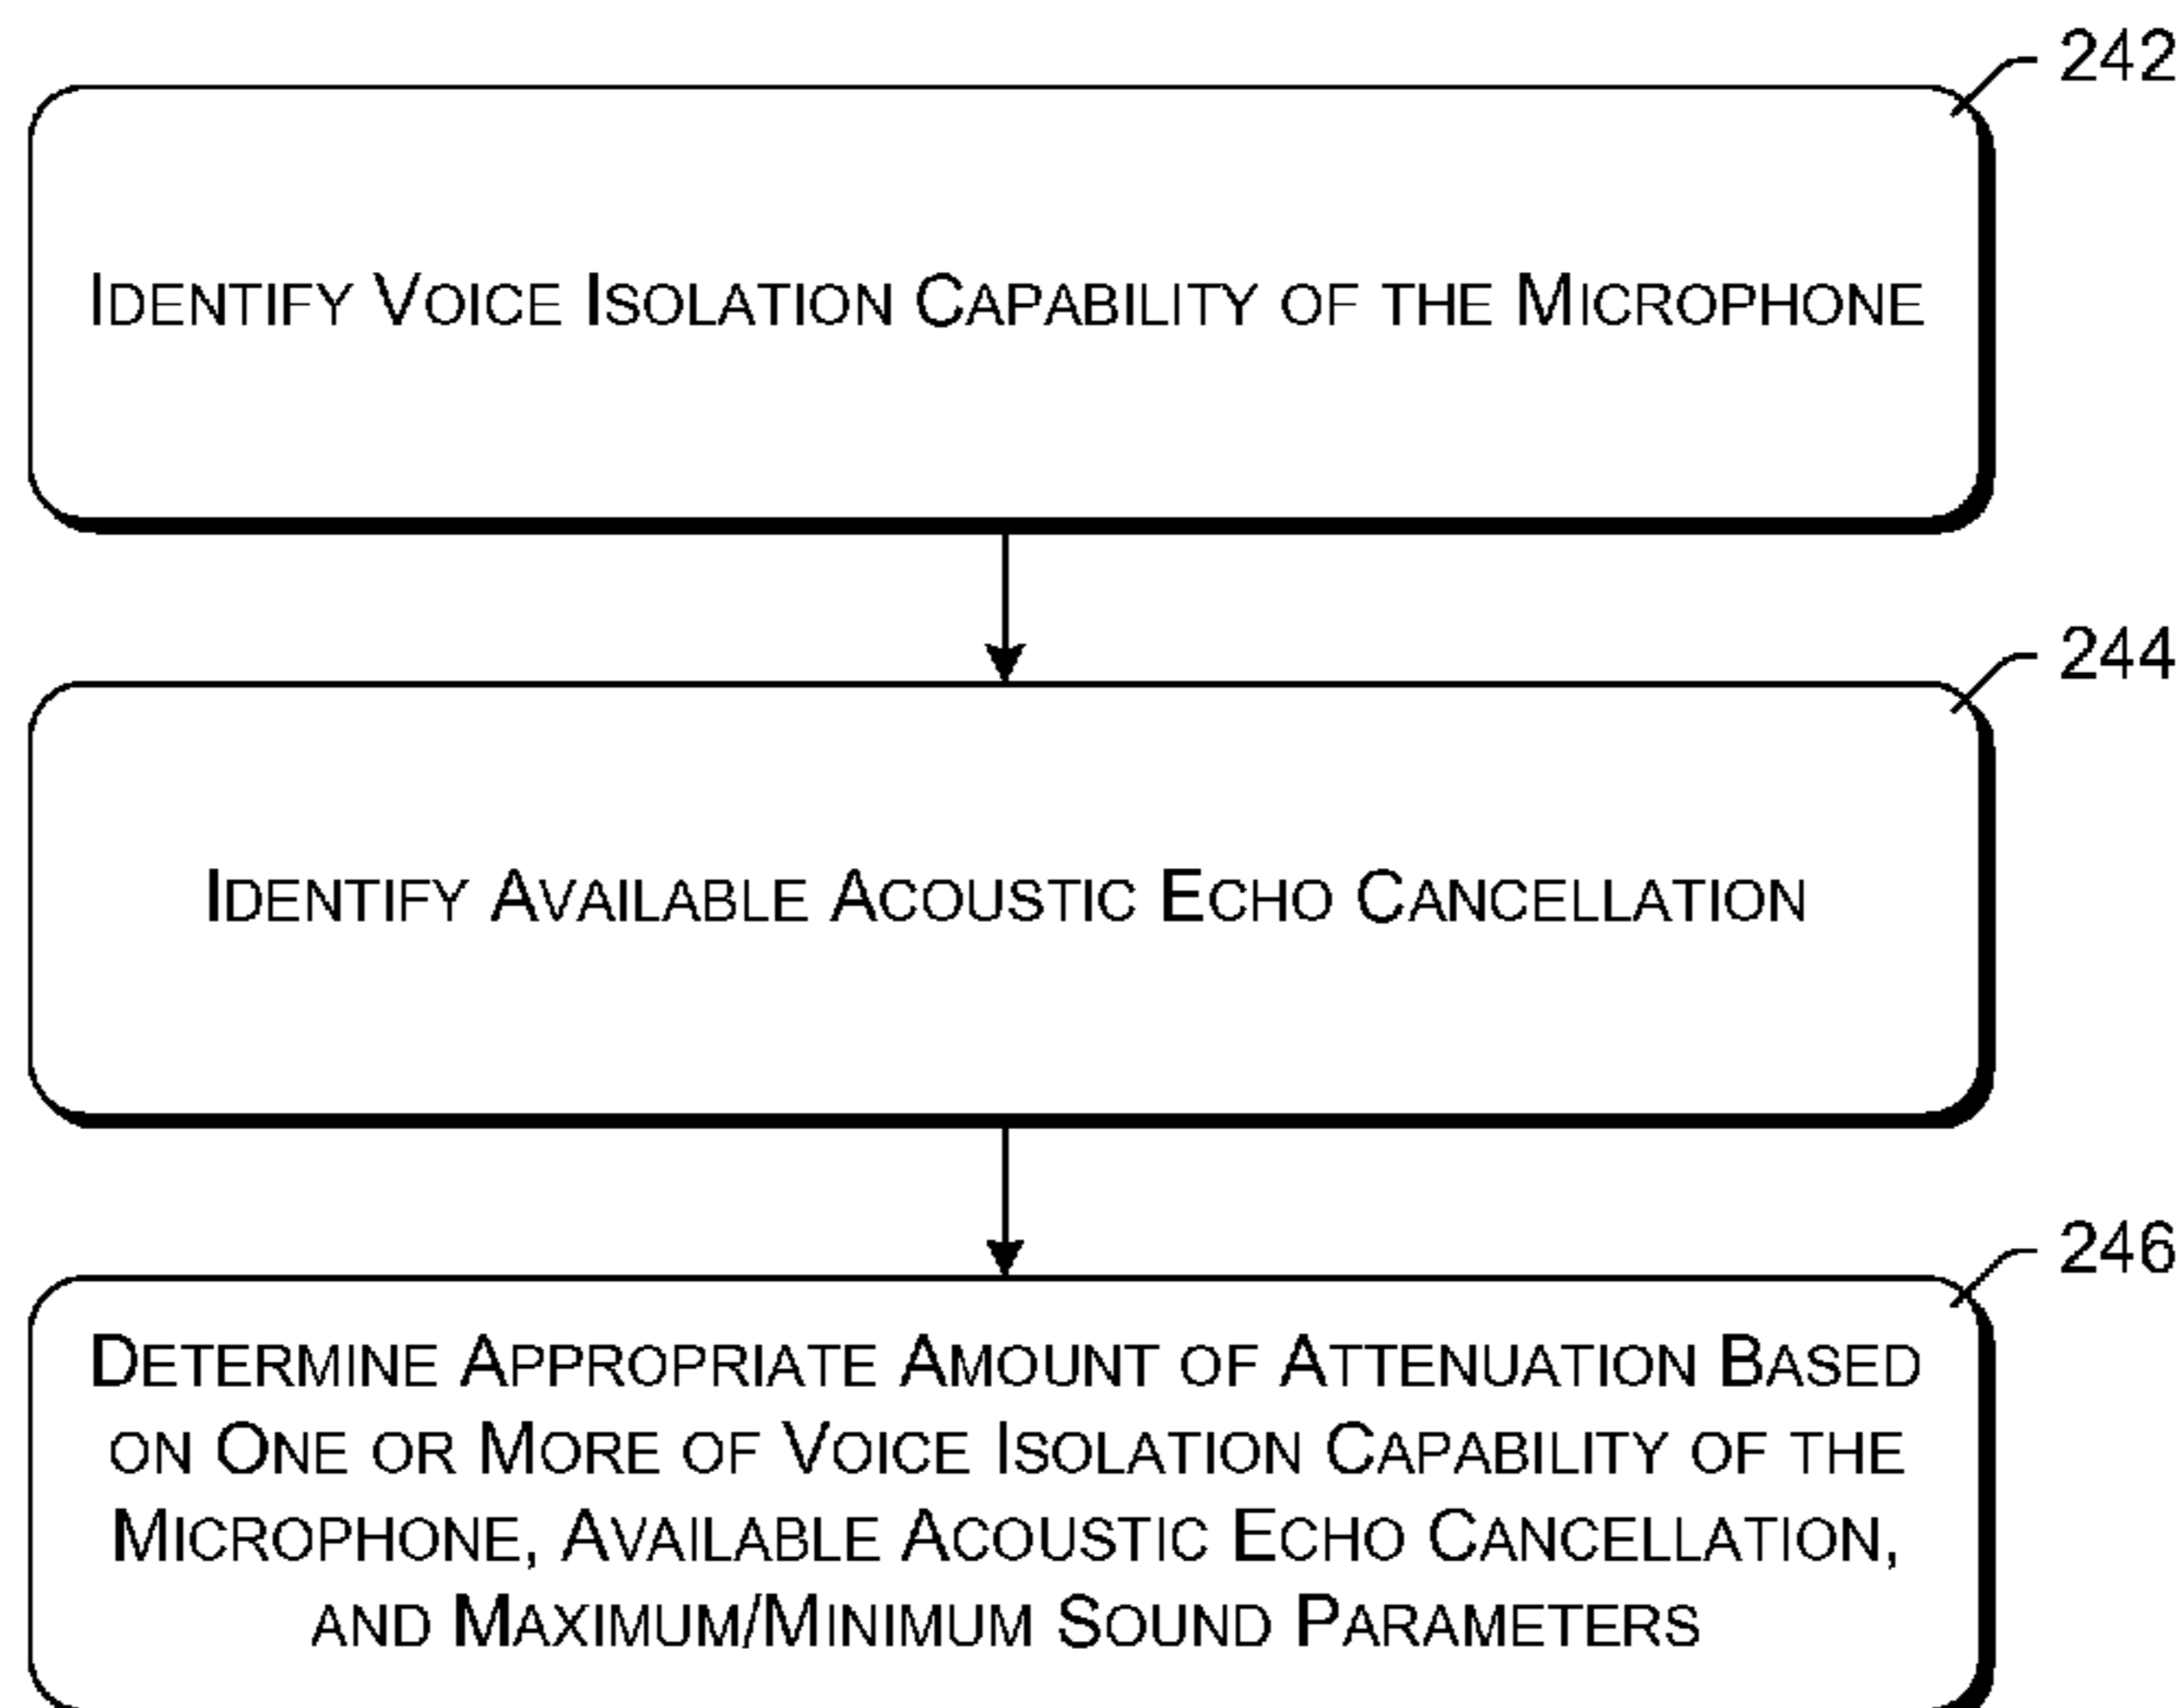 242
IDENTIFY VOICE ISOLATION CAPABILITY OF THE MICROPHONE
244
IDENTIFY AVAILABLE ACOUSTIC ECHO CANCELLATION
246
DETERMINE APPROPRIATE AMOUNT OF ATTENUATION BASED
ON ONE OR MORE OF VOICE ISOLATION CAPABILITY OF THE
MICROPHONE, AVAILABLE ACOUSTIC ECHO CANCELLATION,
AND MAXIMUM/MINIMUM SOUND PARAMETERS